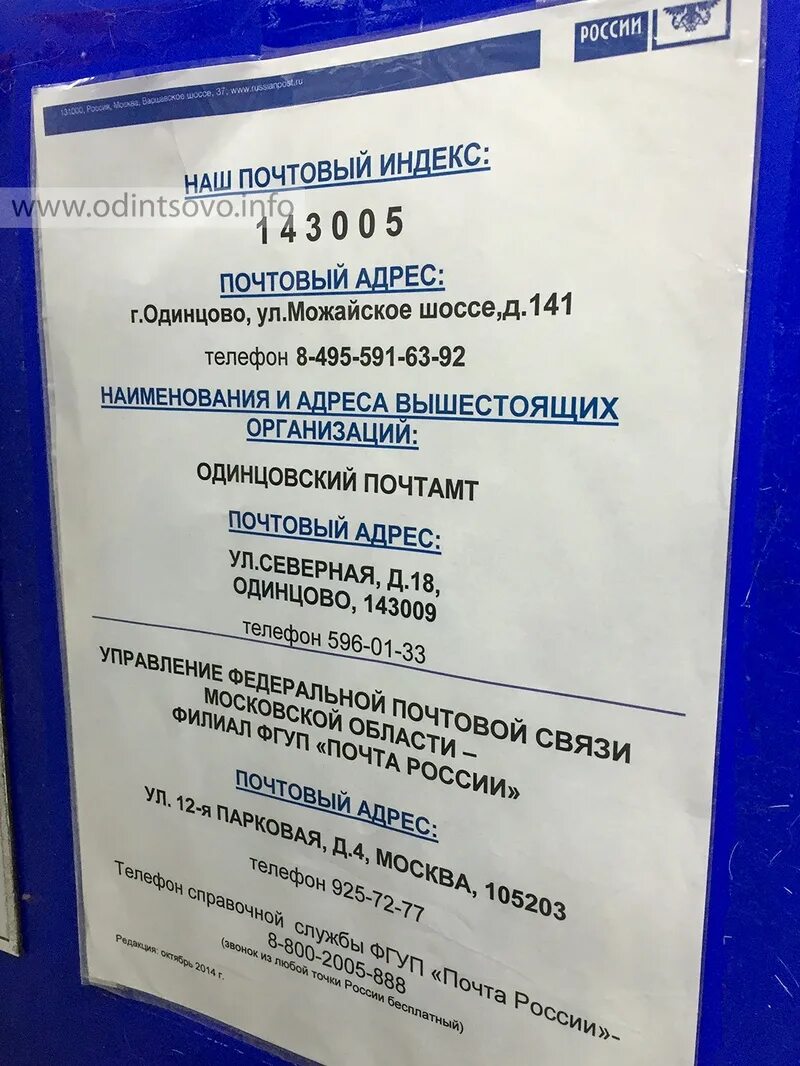 РОССИИ
131000, Россия, Москва, Варшавское шоссе, 37; www.russianpost.ru
НАШ ПОЧТОВЫЙ ИНДЕКС:
www.odintsovo.info
143005
ПОЧТОВЫЙ АДРЕС:
г.Одинцово, ул.Можайское шоссе,д.141
телефон 8-495-591-63-92
НАИМЕНОВАНИЯ И АДРЕСА ВЫШЕСТОЯЩИХ
ОРГАНИЗАЦИЙ:
ОДИНЦОВСКИЙ ПОЧТАМТ
ПОЧТОВЫЙ АДРЕС:
УЛ.СЕВЕРНАЯ, Д.18,
ОДИНЦОВО, 143009
телефон 596-01-33
УПРАВЛЕНИЕ ФЕДЕРАЛЬНОЙ ПОЧТОВОЙ СВЯЗИ
МОСКОВСКОЙ ОБЛАСТИ –
ФИЛИАЛ ФГУП «ПОЧТА РОССИИ»
ПОЧТОВЫЙ АДРЕС:
УЛ. 12-я ПАРКОВАЯ, Д.4, МОСКВА, 105203
телефон 925-72-77
Телефон справочной службы ФГУП «Почта России»-
8-800-2005-888
(звонок из любой точки России бесплатный)
Редакция: октябрь 2014 г.